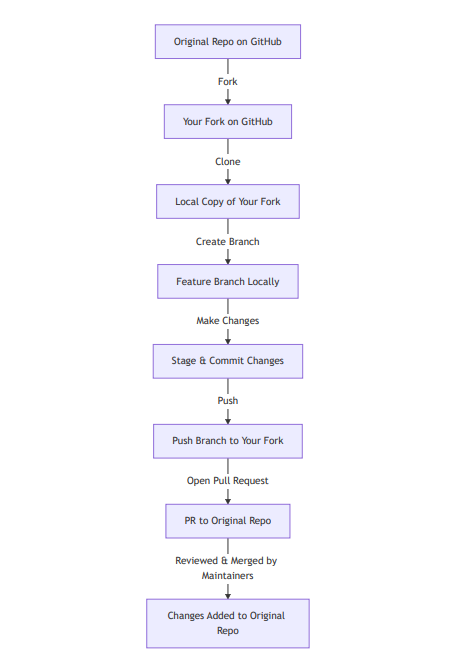 Original Repo on GitHub
Fork
Your Fork on GitHub
Clone
Local Copy of Your Fork
Create Branch
Feature Branch Locally
Make Changes
Stage & Commit Changes
Push
Push Branch to Your Fork
Open Pull Request
PR to Original Repo
Reviewed & Merged by
Maintainers
Changes Added to Original
Repo